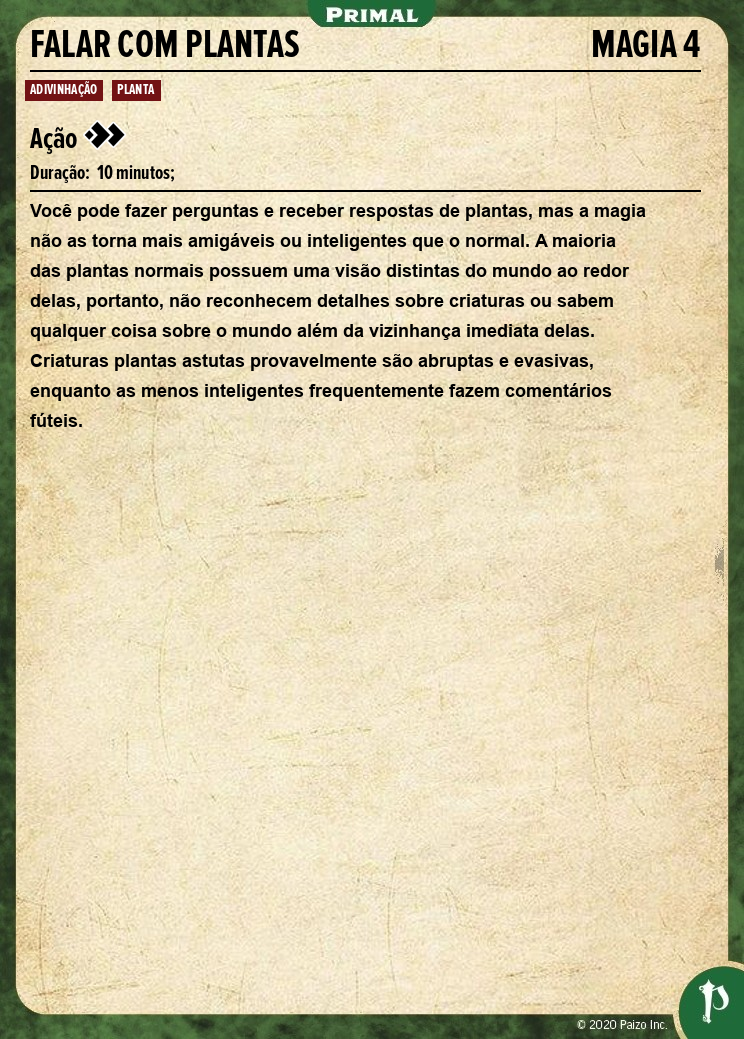 PRIMAL
FALAR COM PLANTAS MAGIA 4
ADIVINHAÇÃO PLANTA
Ação
Duração: 10 minutos;
Você pode fazer perguntas e receber respostas de plantas, mas a magia
não as torna mais amigáveis ou inteligentes que o normal. A maioria
das plantas normais possuem uma visão distintas do mundo ao redor
delas, portanto, não reconhecem detalhes sobre criaturas ou sabem
qualquer coisa sobre o mundo além da vizinhança imediata delas.
Criaturas plantas astutas provavelmente são abruptas e evasivas,
enquanto as menos inteligentes frequentemente fazem comentários
fúteis.
© 2020 Paizo Inc.
P